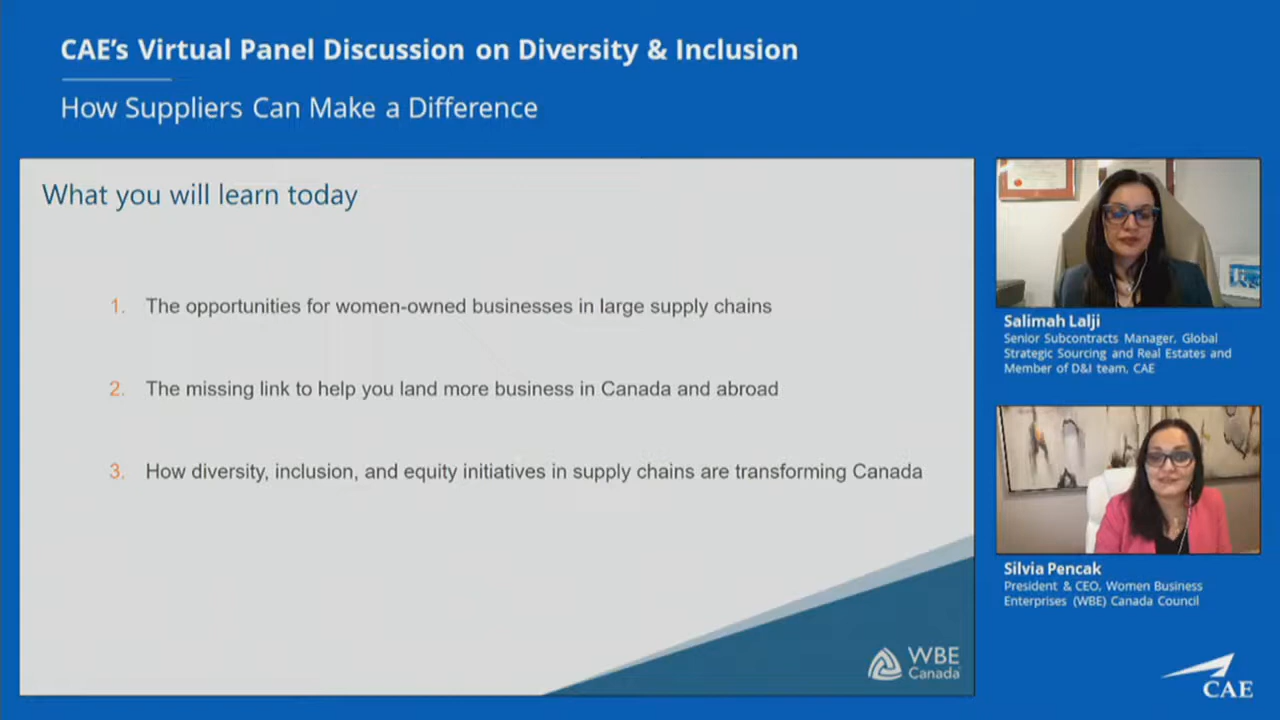 CAE's Virtual Panel Discussion on Diversity & Inclusion
How Suppliers Can Make a Difference
What you will learn today
1. The opportunities for women-owned businesses in large supply chains
2. The missing link to help you land more business in Canada and abroad
3. How diversity, inclusion, and equity initiatives in supply chains are transforming Canada
WBE
Canada
Salimah Lalji
Senior Subcontracts Manager, Global
Strategic Sourcing and Real Estates and
Member of D&I team, CAE
Silvia Pencak
President & CEO, Women Business
Enterprises (WBE) Canada Council
CAE